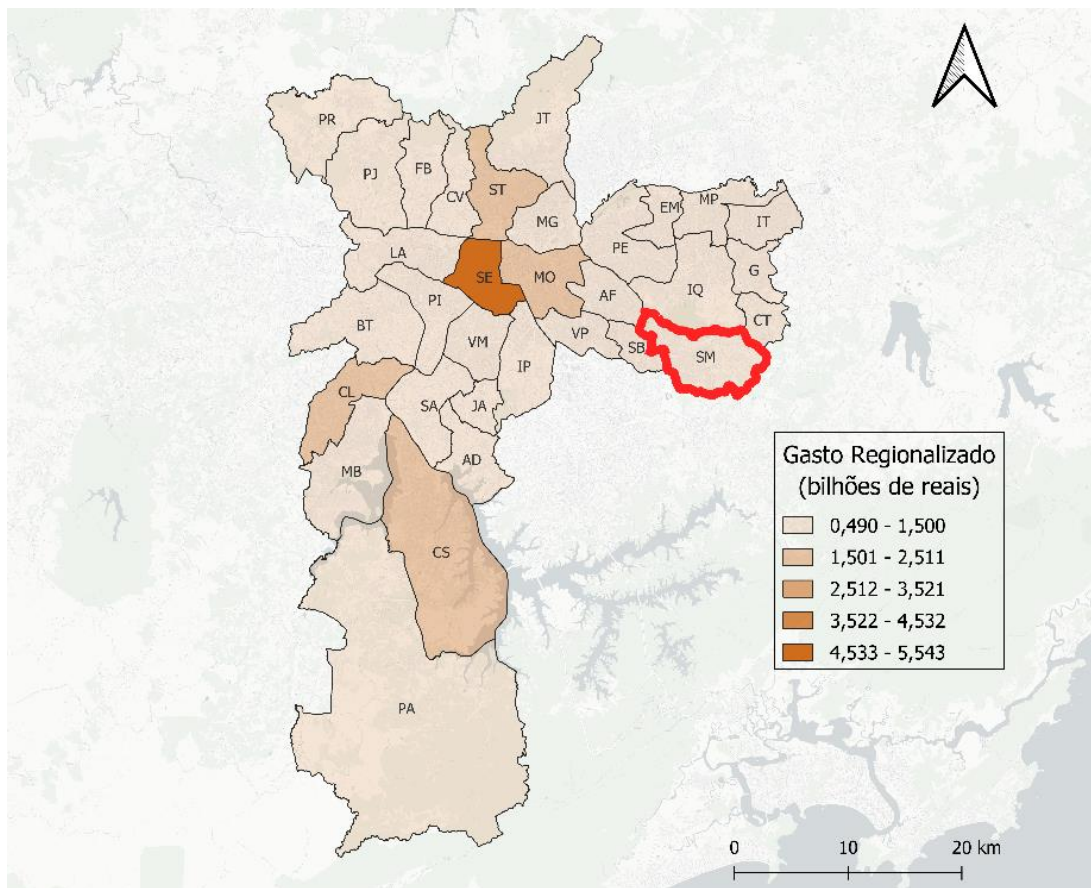 JT
PR
FB
PJ
ST
CV
MG
EM
MP
IT
PE
LA
SE
MO
G
IQ
PI
AF
BT
CT
VM
VP
SB
SM
IP
CL
SA
JA
MB
AD
CS
PA
Gasto Regionalizado
(bilhões de reais)
0,490 - 1,500
1,501 - 2,511
2,512 - 3,521
3,522 - 4,532
4,533 - 5,543
0 10 20 km